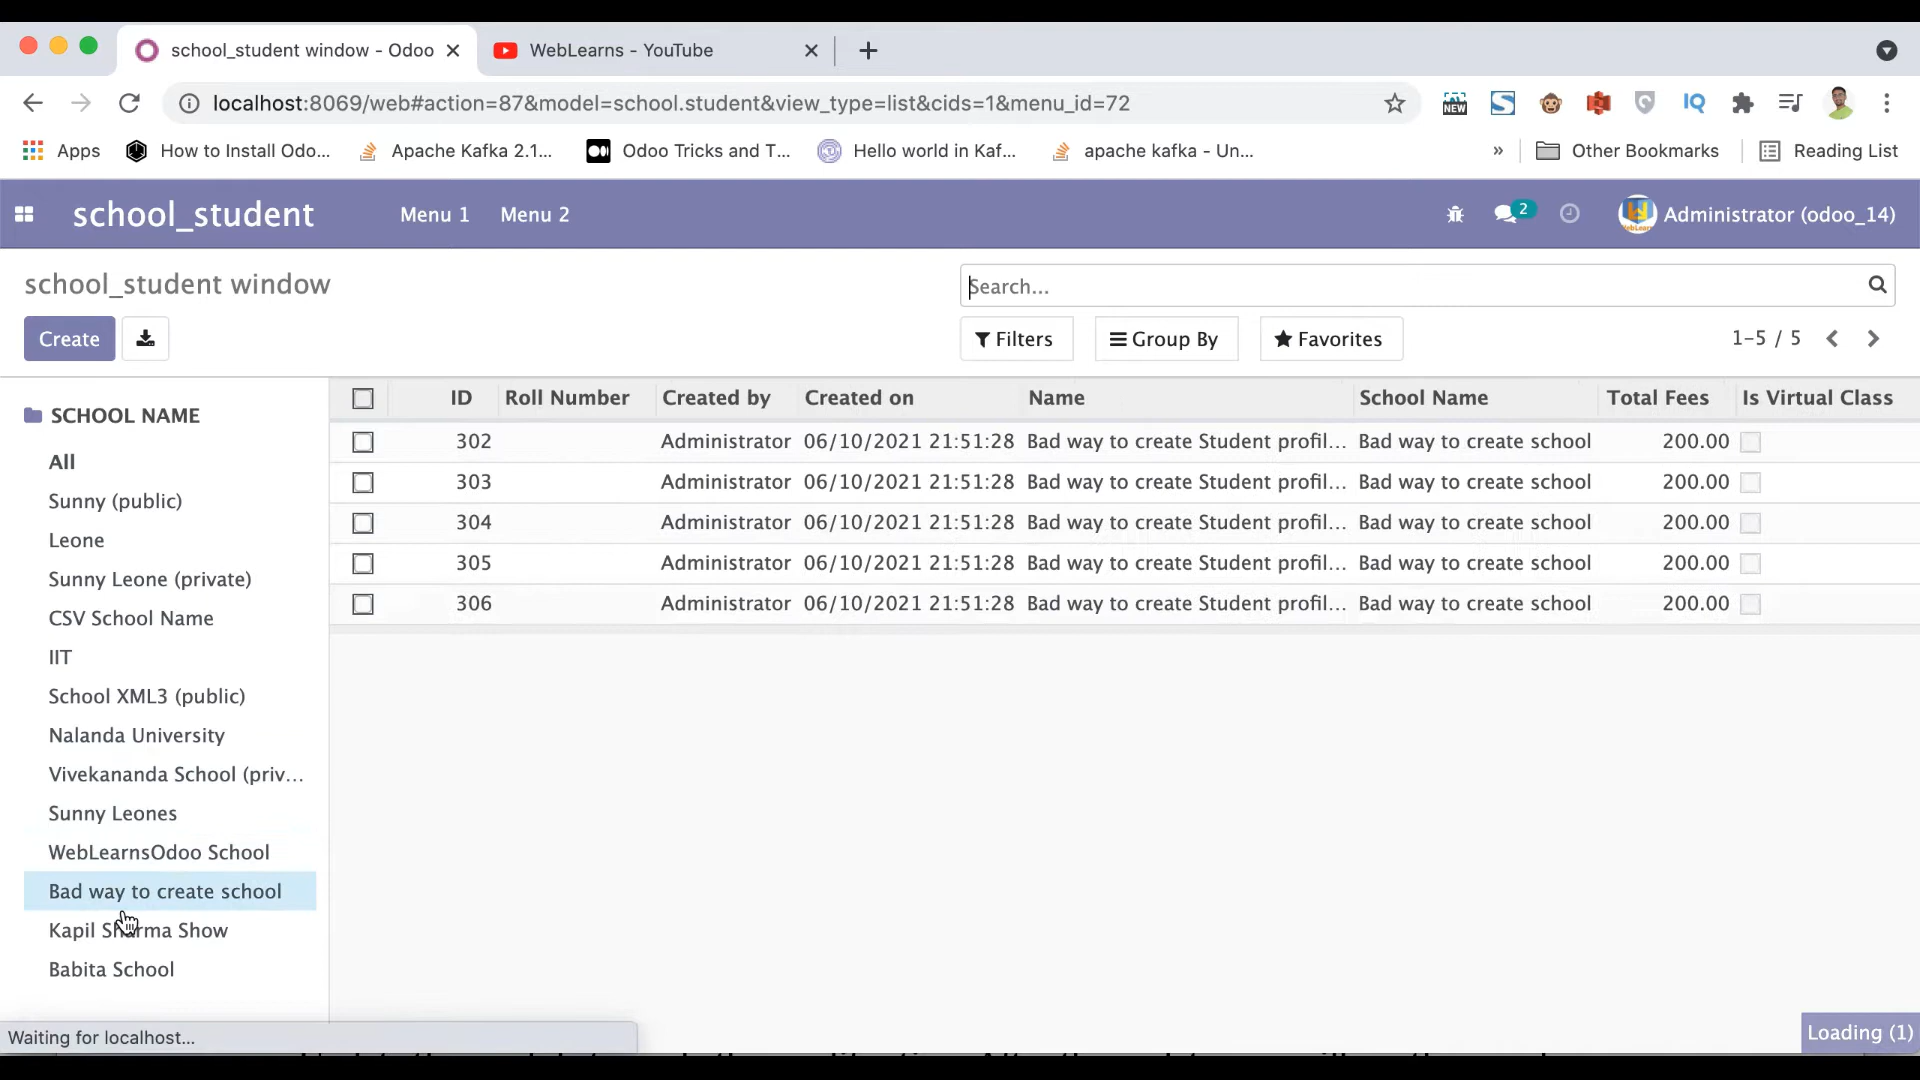 school_student window - Odoo
WebLearns - YouTube
localhost:8069/web#action=87&model=school.student&view_type=list&cids=1&menu_id=72
NEW
IQ
Apps
How to Install Odo...
Apache Kafka 2.1...
Odoo Tricks and T...
Hello world in Kaf...
apache kafka - Un...
»
Other Bookmarks
Reading List
school_student
Menu 1
Menu 2
2
Administrator (odoo_14)
school_student window
Search...
Create
Filters
Group By
Favorites
1-5 / 5
SCHOOL NAME
All
Sunny (public)
Leone
Sunny Leone (private)
CSV School Name
IIT
School XML3 (public)
Nalanda University
Vivekananda School (priv...
Sunny Leones
WebLearnsOdoo School
Bad way to create school
Kapil Sharma Show
Babita School
ID Roll Number Created by Created on Name School Name Total Fees Is Virtual Class
302 Administrator 06/10/2021 21:51:28 Bad way to create Student profil... Bad way to create school 200.00
303 Administrator 06/10/2021 21:51:28 Bad way to create Student profil... Bad way to create school 200.00
304 Administrator 06/10/2021 21:51:28 Bad way to create Student profil... Bad way to create school 200.00
305 Administrator 06/10/2021 21:51:28 Bad way to create Student profil... Bad way to create school 200.00
306 Administrator 06/10/2021 21:51:28 Bad way to create Student profil... Bad way to create school 200.00
Waiting for localhost...
Loading (1)